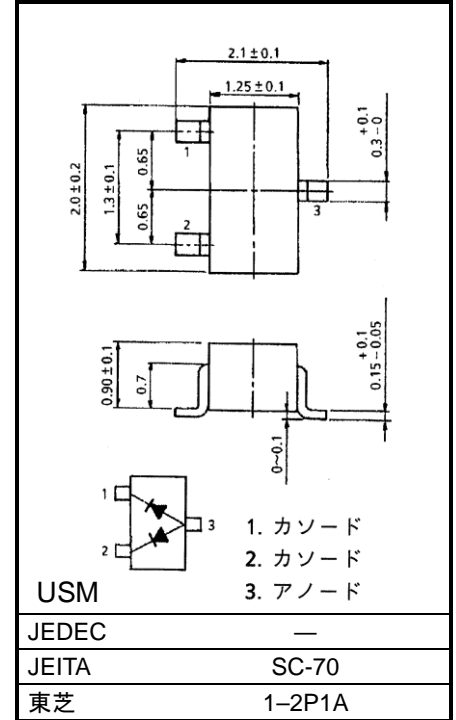 2.1±0.1
1.25±0.1
+0.1
0.3−0
2.0±0.2
1.3±0.1
0.65
0.65
1
2
3
0.90±0.1
0.7
+0.1
0.15−0.05
0~0.1
1
2
3
1. カソード
2. カソード
3. アノード
USM
JEDEC —
JEITA SC-70
東芝 1–2P1A